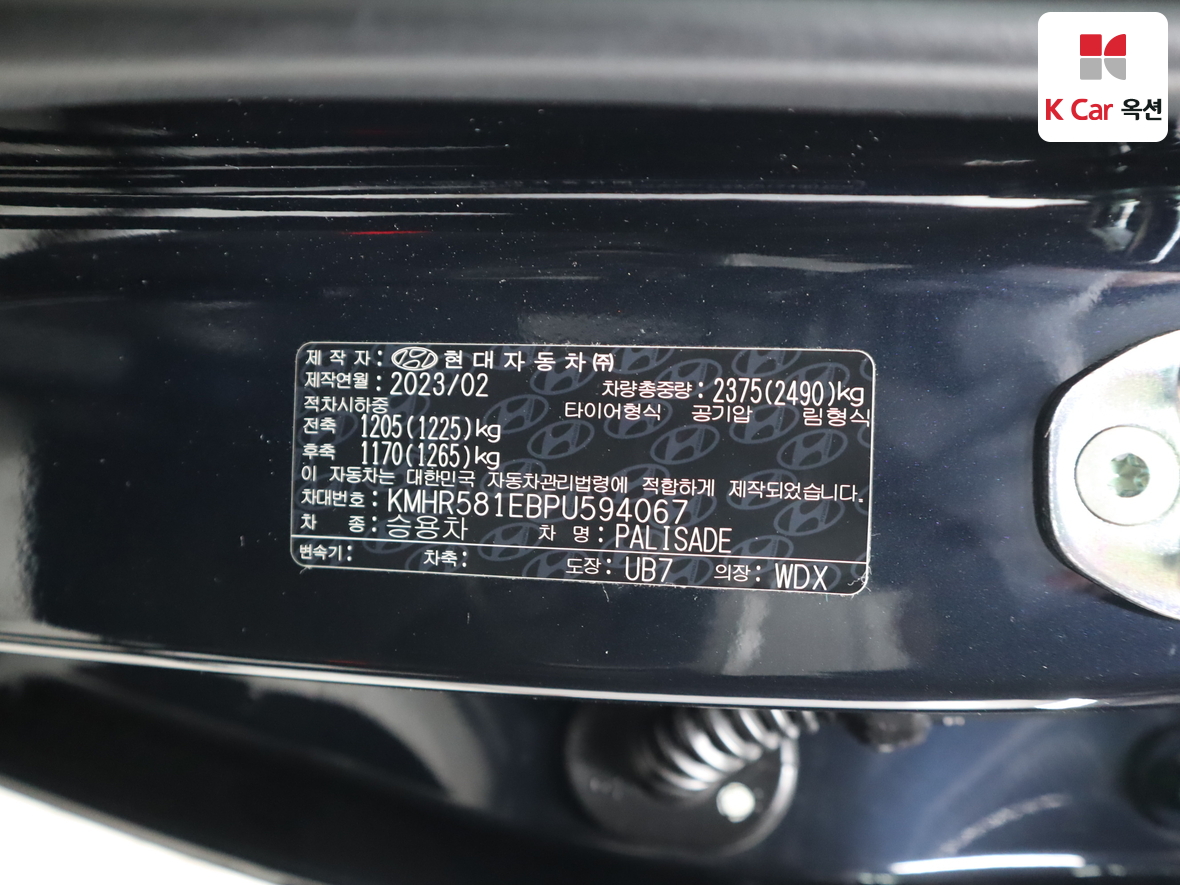 K Car 옥션
제 작 자 : 현 대 자 동 차 ㈜
제작연월 : 2023/02 차량총중량 : 2375(2490)kg
적차시하중 타이어형식 공기압 림형식
전축 1205(1225)kg
후축 1170(1265)kg
이 자동차는 대한민국 자동차관리법령에 적합하게 제작되었습니다.
차대번호 : KMHR581EBPU594067
차 종 : 승용차 차 명 : PALISADE
변속기 : 차축 : 도장 : UB7 의장 : WDX